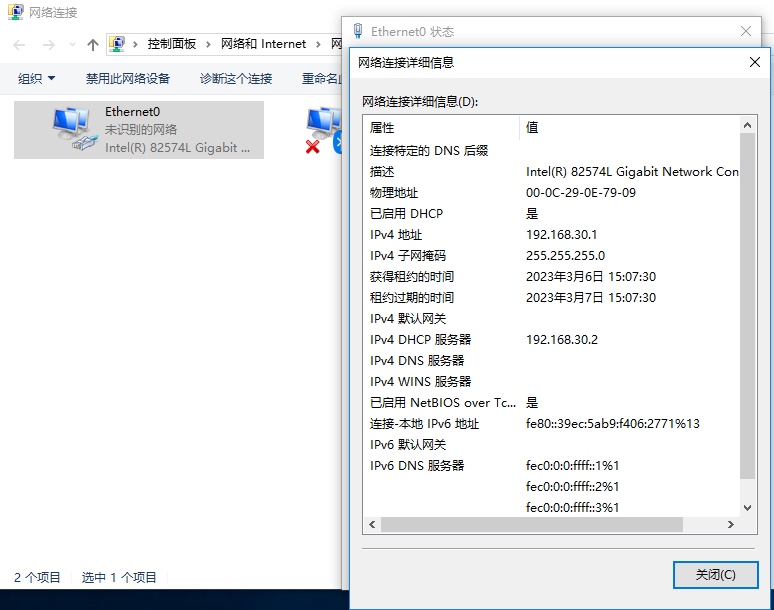 网络连接
控制面板 > 网络和 Internet > 网
组织 禁用此网络设备 诊断这个连接 重命名
Ethernet0
未识别的网络
Intel(R) 82574L Gigabit ...
2 个项目 选中 1 个项目
Ethernet0 状态
网络连接详细信息
网络连接详细信息(D):
属性 值
连接特定的 DNS 后缀
描述 Intel(R) 82574L Gigabit Network Con
物理地址 00-0C-29-0E-79-09
已启用 DHCP 是
IPv4 地址 192.168.30.1
IPv4 子网掩码 255.255.255.0
获得租约的时间 2023年3月6日 15:07:30
租约过期的时间 2023年3月7日 15:07:30
IPv4 默认网关
IPv4 DHCP 服务器 192.168.30.2
IPv4 DNS 服务器
IPv4 WINS 服务器
已启用 NetBIOS over Tc... 是
连接-本地 IPv6 地址 fe80::39ec:5ab9:f406:2771%13
IPv6 默认网关
IPv6 DNS 服务器 fec0:0:0:ffff::1%1
fec0:0:0:ffff::2%1
fec0:0:0:ffff::3%1
关闭(C)